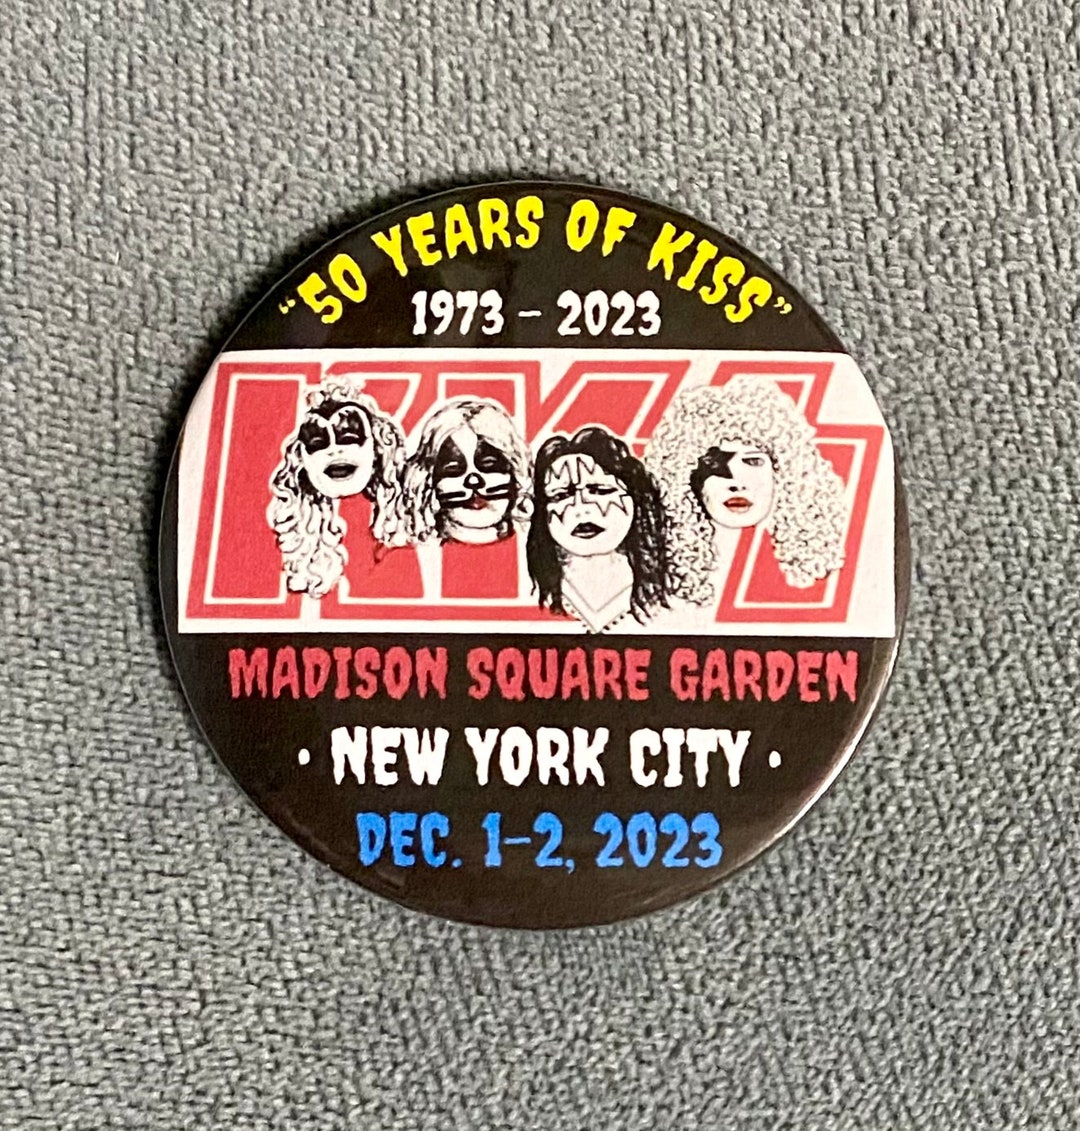 “50 YEARS OF KISS”
1973 – 2023
KISS
MADISON SQUARE GARDEN
· NEW YORK CITY ·
DEC. 1–2, 2023